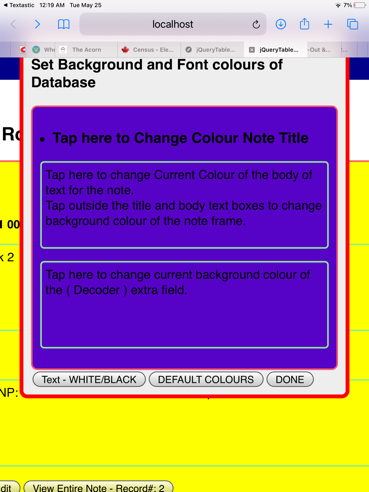 Textastic 12:19 AM Tue May 25 7%
localhost
Whe The Acorn Census - Ele... jQueryTable... jQueryTable... -Out &...
Set Background and Font colours of
Database
Ro
• Tap here to Change Colour Note Title
Tap here to change Current Colour of the body of
text for the note.
Tap outside the title and body text boxes to change
background colour of the note frame.
1 00
k 2
Tap here to change current background colour of
the ( Decoder ) extra field.
Text - WHITE/BLACK DEFAULT COLOURS DONE
NP:
dit View Entire Note - Record#: 2